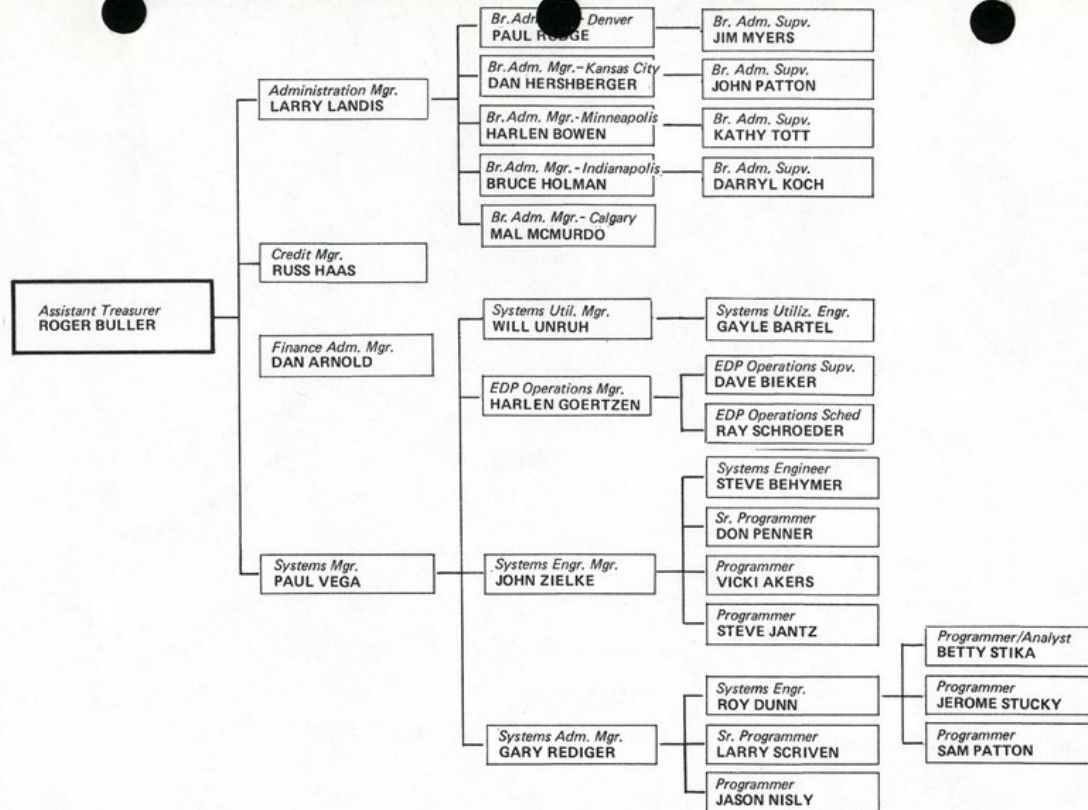 Assistant Treasurer
ROGER BULLER
Administration Mgr.
LARRY LANDIS
Br. Denver
PAUL
Br. Adm. Supv.
JIM MYERS
Br. Adm. Mgr.-Kansas City
DAN HERSHBERGER
Br. Adm. Supv.
JOHN PATTON
Br. Adm. Mgr.-Minneapolis
HARLEN BOWEN
Br. Adm. Supv.
KATHY TOTT
Br. Adm. Mgr.-Indianapolis
BRUCE HOLMAN
Br. Adm. Supv.
DARRYL KOCH
Br. Adm. Mgr.- Calgary
MAL MCMURDO
Credit Mgr.
RUSS HAAS
Finance Adm. Mgr.
DAN ARNOLD
Systems Mgr.
PAUL VEGA
Systems Util. Mgr.
WILL UNRUH
Systems Utiliz. Engr.
GAYLE BARTEL
EDP Operations Mgr.
HARLEN GOERTZEN
EDP Operations Supv.
DAVE BIEKER
EDP Operations Sched
RAY SCHROEDER
Systems Engr. Mgr.
JOHN ZIELKE
Systems Engineer
STEVE BEHYMER
Sr. Programmer
DON PENNER
Programmer
VICKI AKERS
Programmer
STEVE JANTZ
Systems Adm. Mgr.
GARY REDIGER
Systems Engr.
ROY DUNN
Programmer/Analyst
BETTY STIKA
Programmer
JEROME STUCKY
Programmer
SAM PATTON
Sr. Programmer
LARRY SCRIVEN
Programmer
JASON NISLY